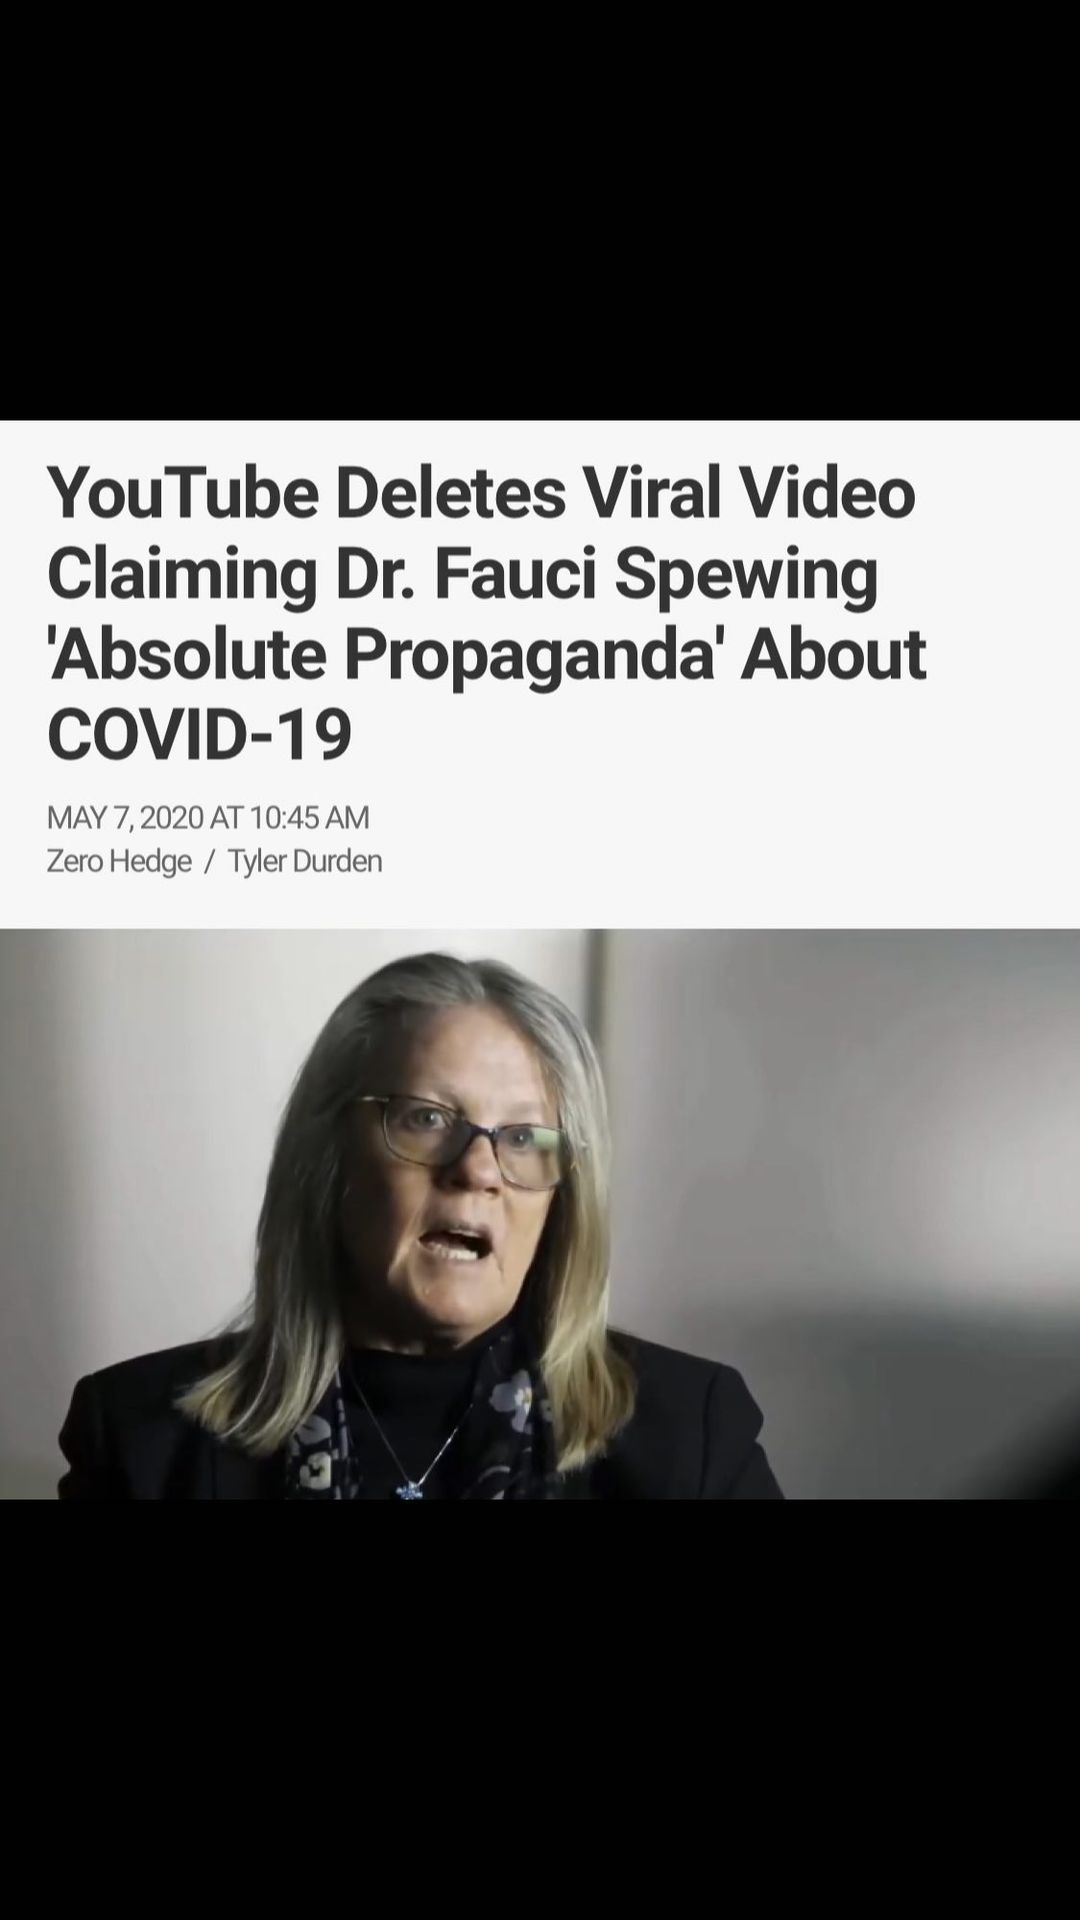 YouTube Deletes Viral Video
Claiming Dr. Fauci Spewing
'Absolute Propaganda' About
COVID-19
MAY 7, 2020 AT 10:45 AM
Zero Hedge / Tyler Durden